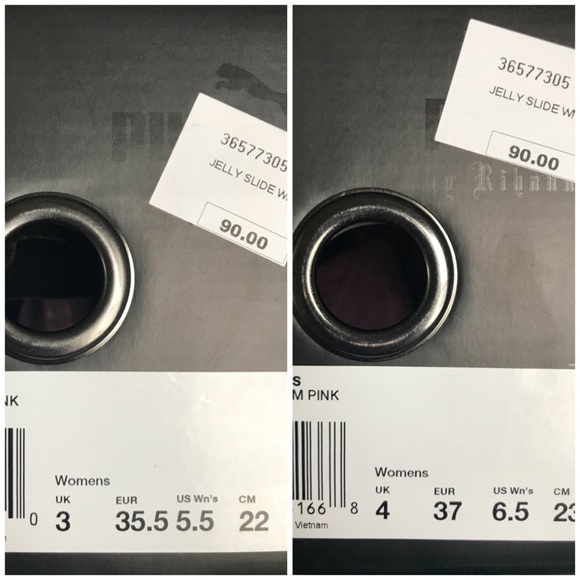 PUMA
36577305
JELLY SLIDE W
90.00
NK
Womens
UK EUR US Wn's CM
3 35.5 5.5 22
0
36577305
JELLY SLIDE W
90.00
g Rihann
S
M PINK
Womens
UK EUR US Wn's CM
4 37 6.5 23
166 8
Vietnam